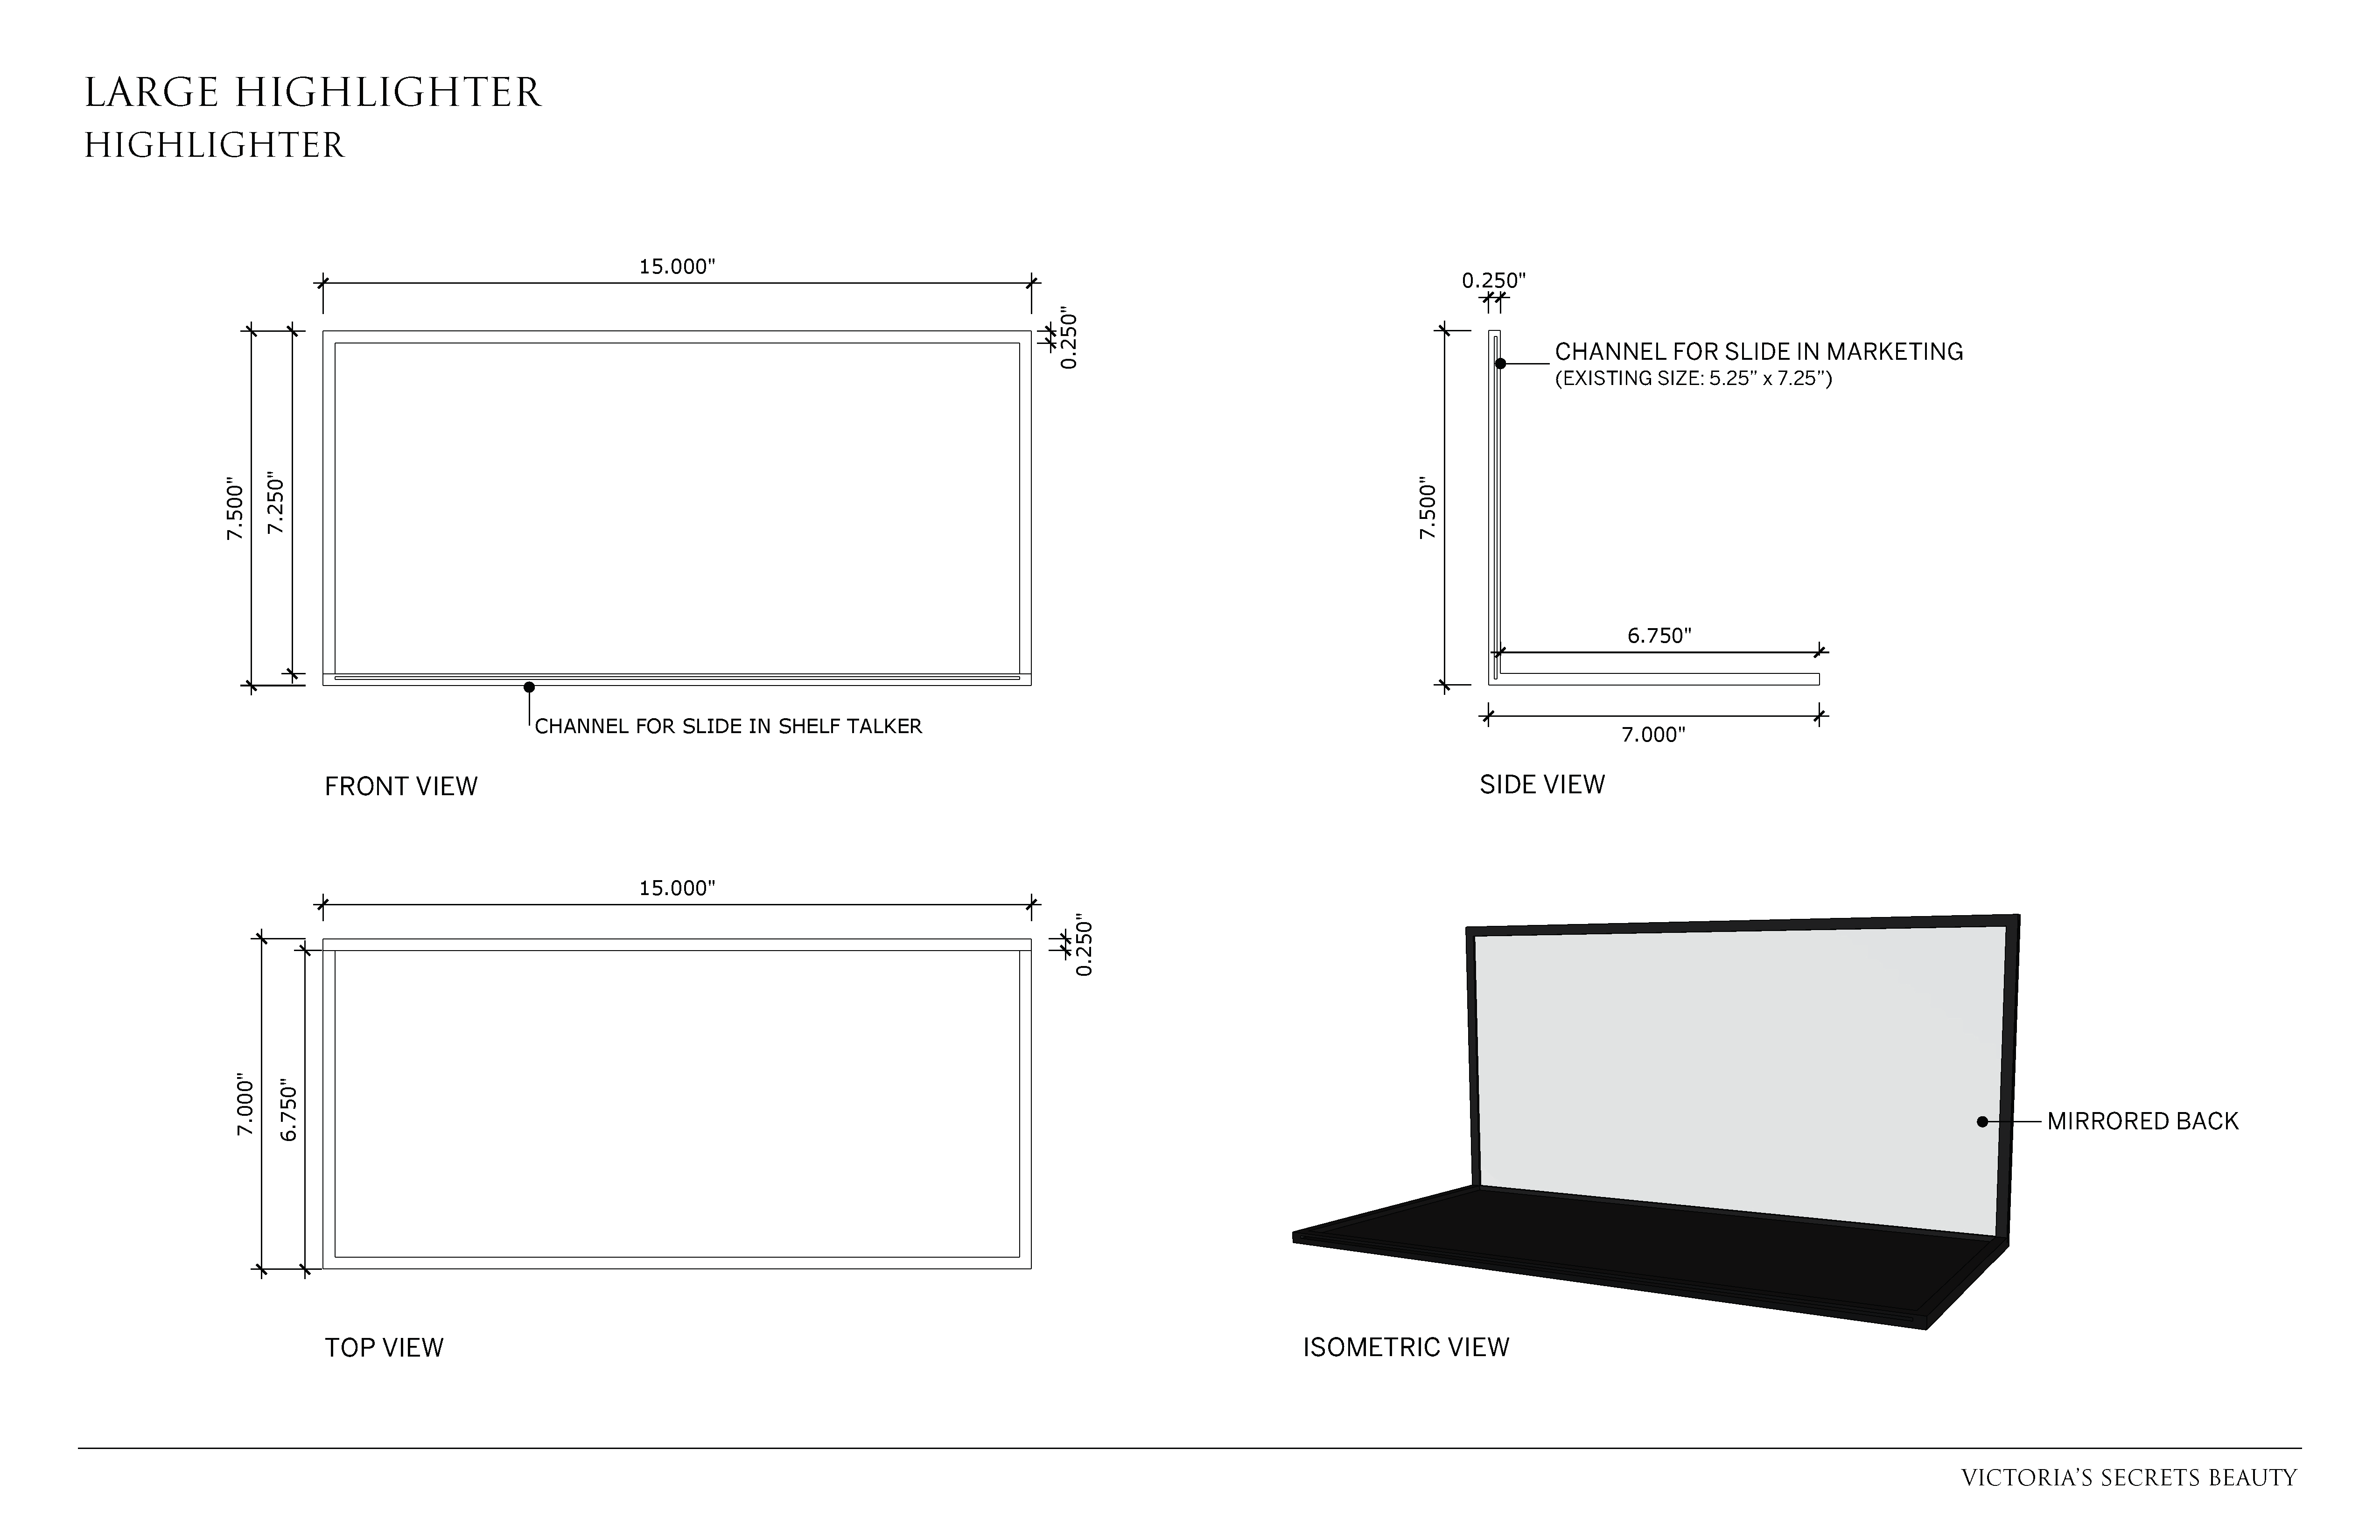 LARGE HIGHLIGHTER
HIGHLIGHTER
15.000"
0.250"
7.500"
7.250"
CHANNEL FOR SLIDE IN SHELF TALKER
FRONT VIEW
0.250"
CHANNEL FOR SLIDE IN MARKETING
(EXISTING SIZE: 5.25” x 7.25”)
7.500"
6.750"
7.000"
SIDE VIEW
15.000"
0.250"
7.000"
6.750"
TOP VIEW
MIRRORED BACK
ISOMETRIC VIEW
VICTORIA’S SECRETS BEAUTY